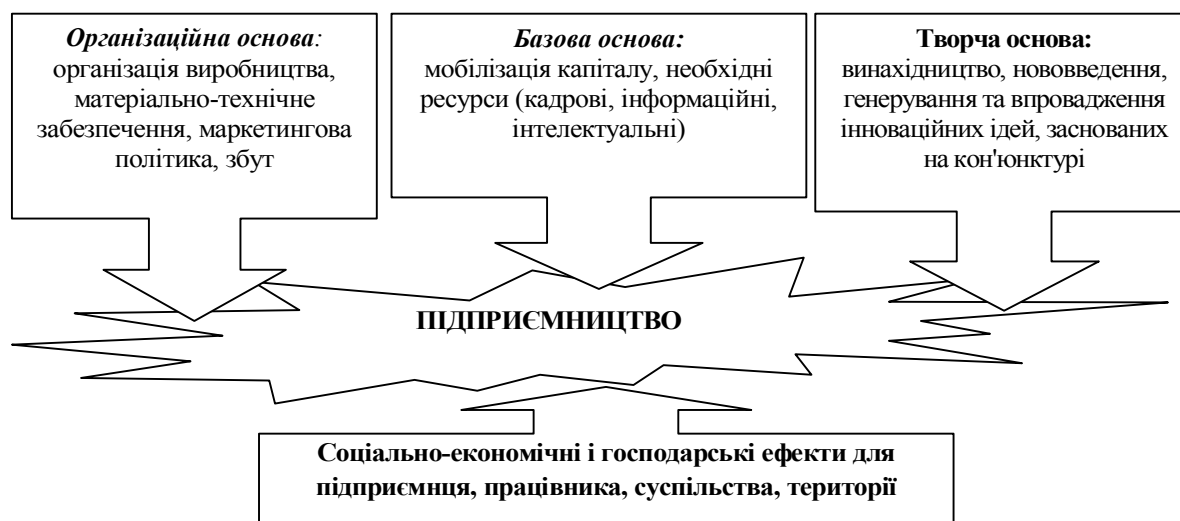 Організаційна основа:
організація виробництва,
матеріально-технічне
забезпечення, маркетингова
політика, збут
Базова основа:
мобілізація капіталу, необхідні
ресурси (кадрові, інформаційні,
інтелектуальні)
Творча основа:
винахідництво, нововведення,
генерування та впровадження
інноваційних ідей, заснованих
на кон'юнктурі
ПІДПРИЄМНИЦТВО
Соціально-економічні і господарські ефекти для
підприємнця, працівника, суспільства, території